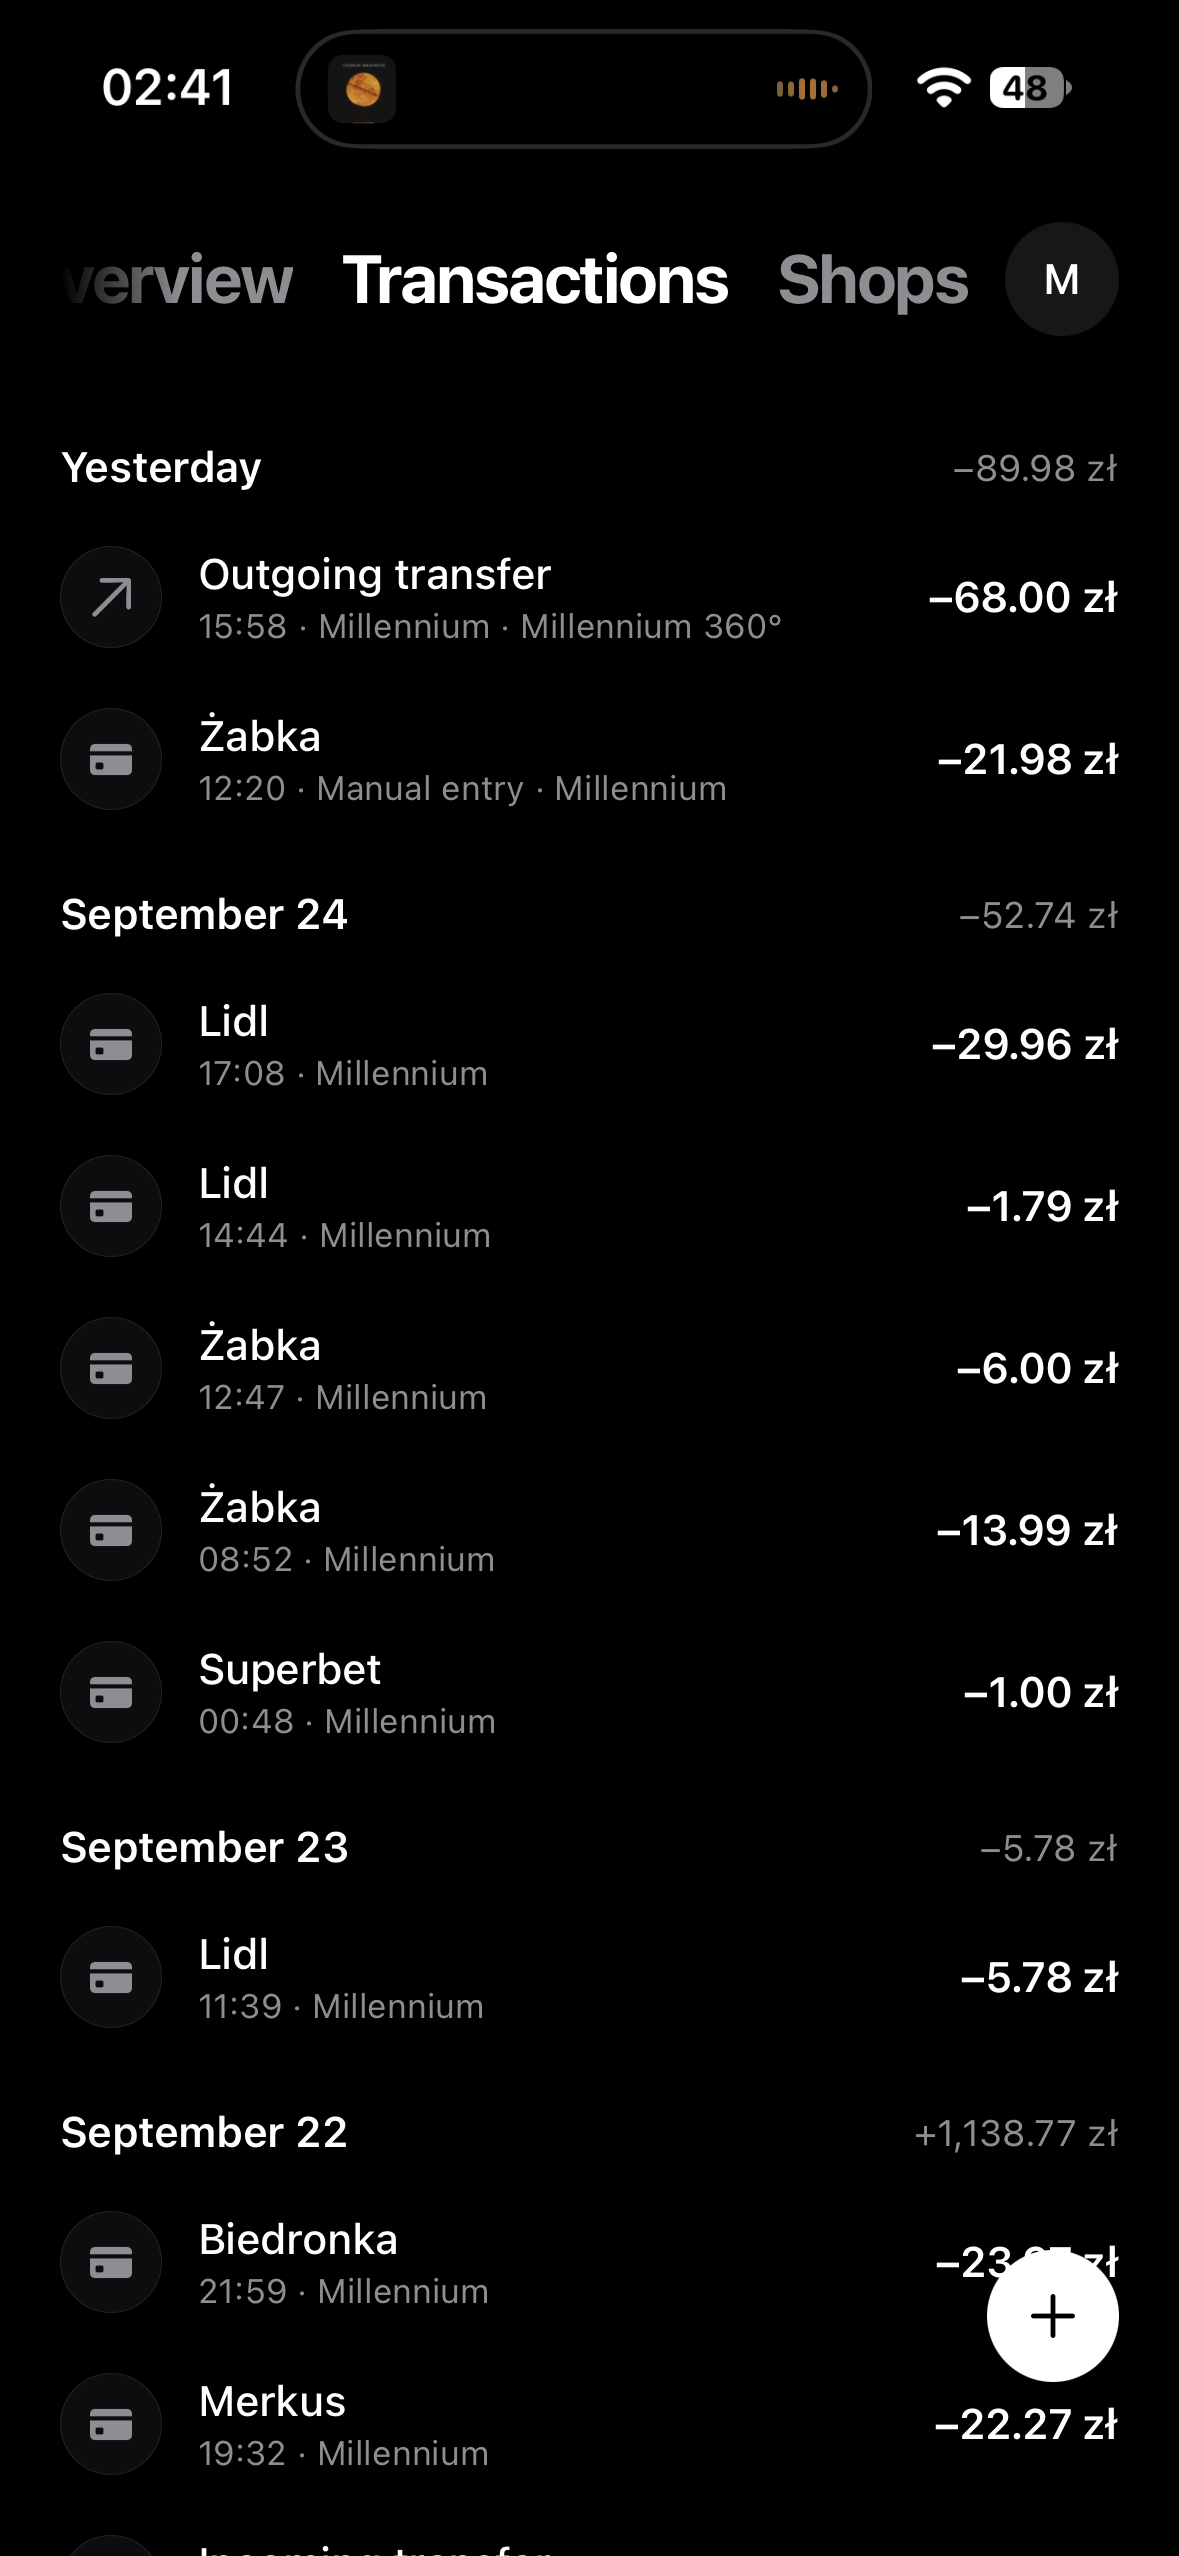 02:41
48
verview Transactions Shops M
Yesterday –89.98 zł
Outgoing transfer
15:58 · Millennium · Millennium 360°
–68.00 zł
Żabka
12:20 · Manual entry · Millennium
–21.98 zł
September 24 –52.74 zł
Lidl
17:08 · Millennium
–29.96 zł
Lidl
14:44 · Millennium
–1.79 zł
Żabka
12:47 · Millennium
–6.00 zł
Żabka
08:52 · Millennium
–13.99 zł
Superbet
00:48 · Millennium
–1.00 zł
September 23 –5.78 zł
Lidl
11:39 · Millennium
–5.78 zł
September 22 +1,138.77 zł
Biedronka
21:59 · Millennium
zł
Merkus
19:32 · Millennium
–22.27 zł
Incoming transfer